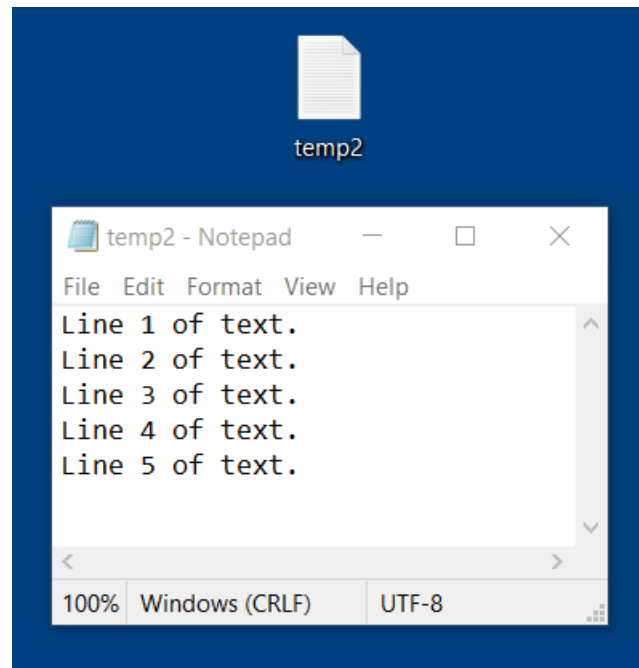 temp2
temp2 - Notepad
File Edit Format View Help
Line 1 of text.
Line 2 of text.
Line 3 of text.
Line 4 of text.
Line 5 of text.
100% Windows (CRLF) UTF-8